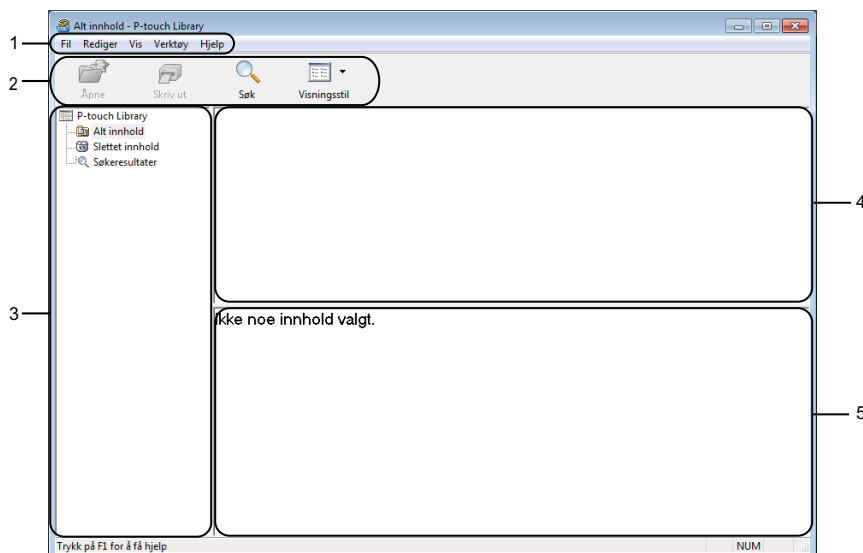 Alt innhold - P-touch Library
1
Fil Rediger Vis Verktøy Hjelp
2
Åpne Skriv ut Søk Visningsstil
P-touch Library
Alt innhold
Slettet innhold
Søkeresultater
4
3
Ikke noe innhold valgt.
5
Trykk på F1 for å få hjelp NUM